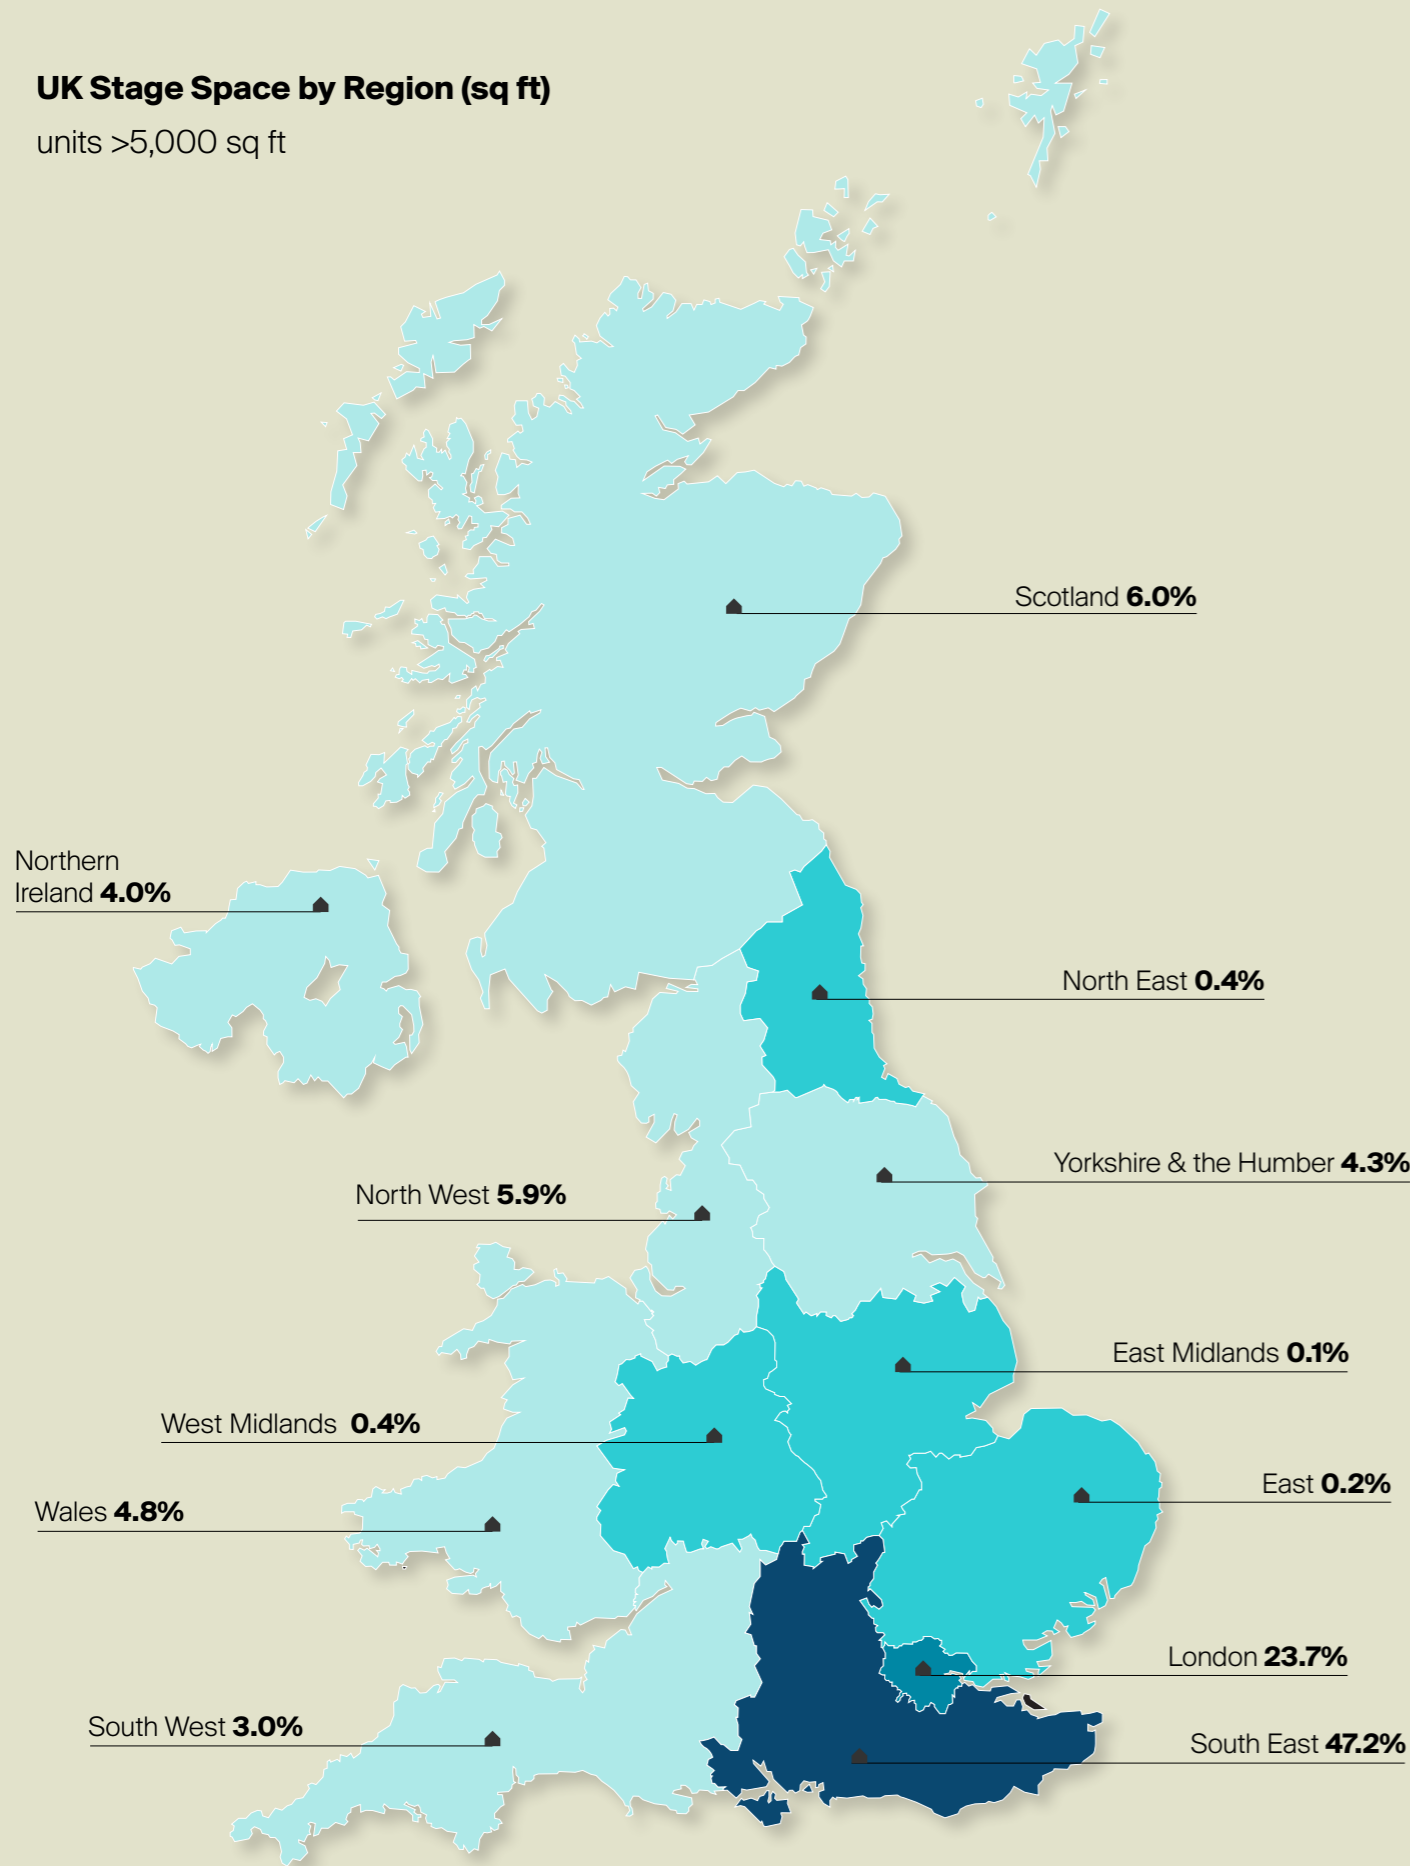 UK Stage Space by Region (sq ft)
units >5,000 sq ft
Scotland 6.0%
Northern
Ireland 4.0%
North East 0.4%
Yorkshire & the Humber 4.3%
North West 5.9%
East Midlands 0.1%
West Midlands 0.4%
East 0.2%
Wales 4.8%
London 23.7%
South West 3.0%
South East 47.2%